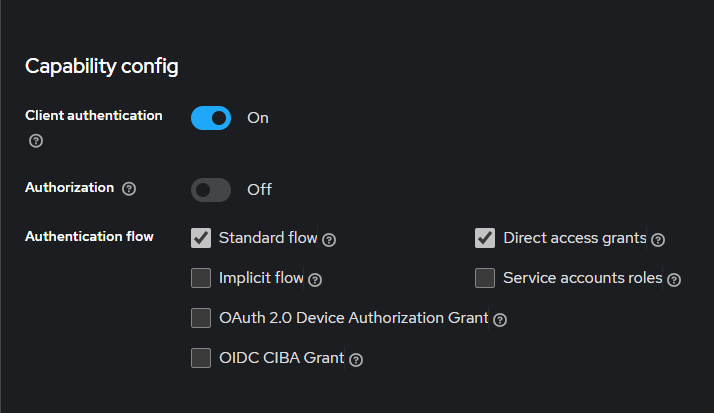 Capability config
Client authentication
On
Authorization
Off
Authentication flow
Standard flow
Direct access grants
Implicit flow
Service accounts roles
OAuth 2.0 Device Authorization Grant
OIDC CIBA Grant